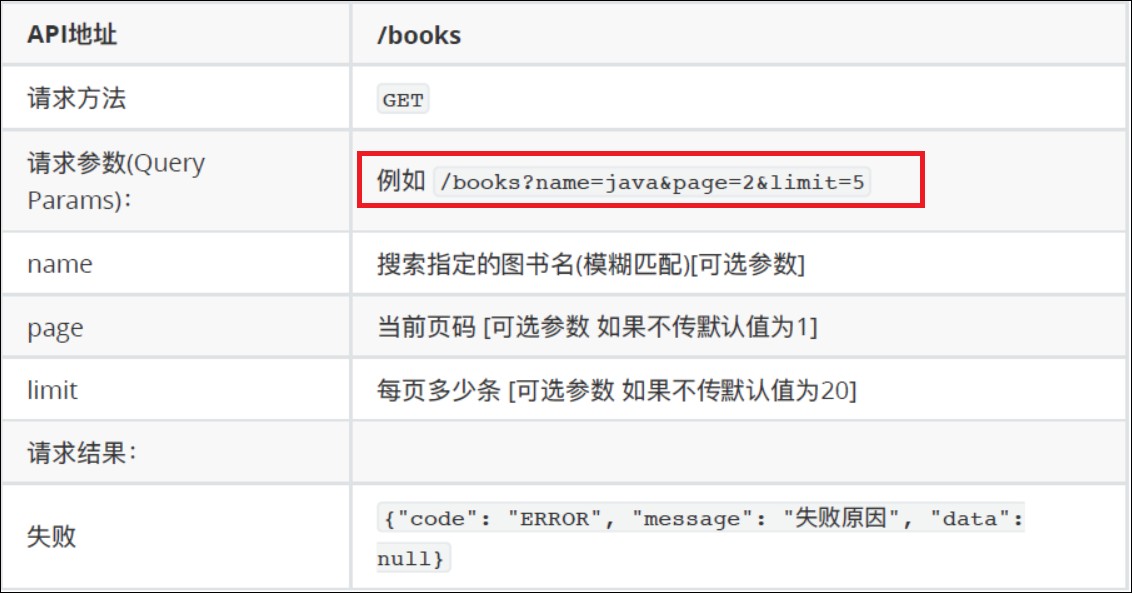 API地址
/books
请求方法
GET
请求参数(Query
Params):
例如 /books?name=java&page=2&limit=5
name
搜索指定的图书名(模糊匹配)[可选参数]
page
当前页码 [可选参数 如果不传默认值为1]
limit
每页多少条 [可选参数 如果不传默认值为20]
请求结果：
失败
{"code": "ERROR", "message": "失败原因", "data":
null}